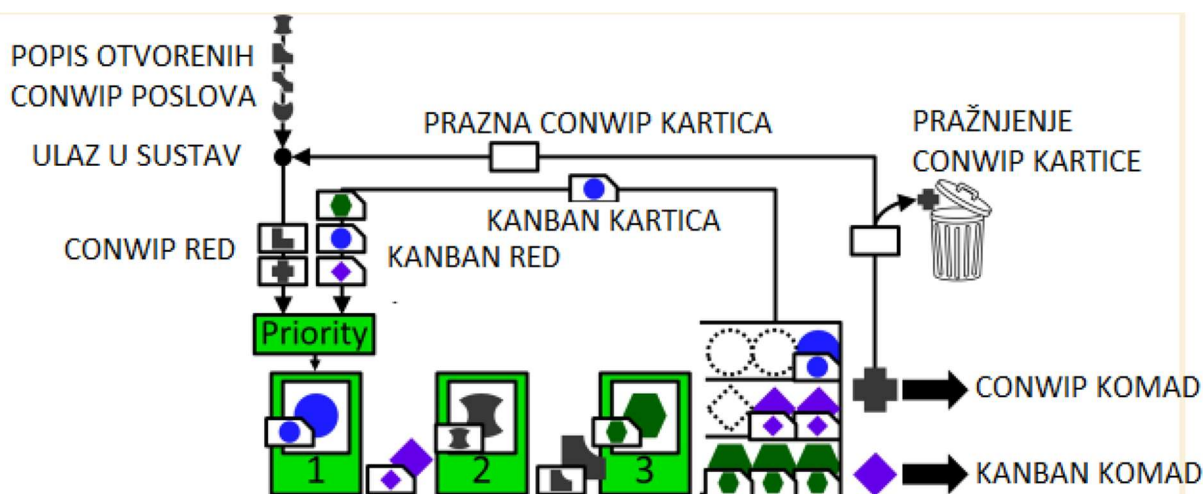 POPIS OTVORENIH
CONWIP POSLOVA
ULAZ U SUSTAV
PRAZNA CONWIP KARTICA
PRAŽNJENJE
CONWIP KARTICE
KANBAN KARTICA
CONWIP RED
KANBAN RED
Priority
1
2
3
CONWIP KOMAD
KANBAN KOMAD